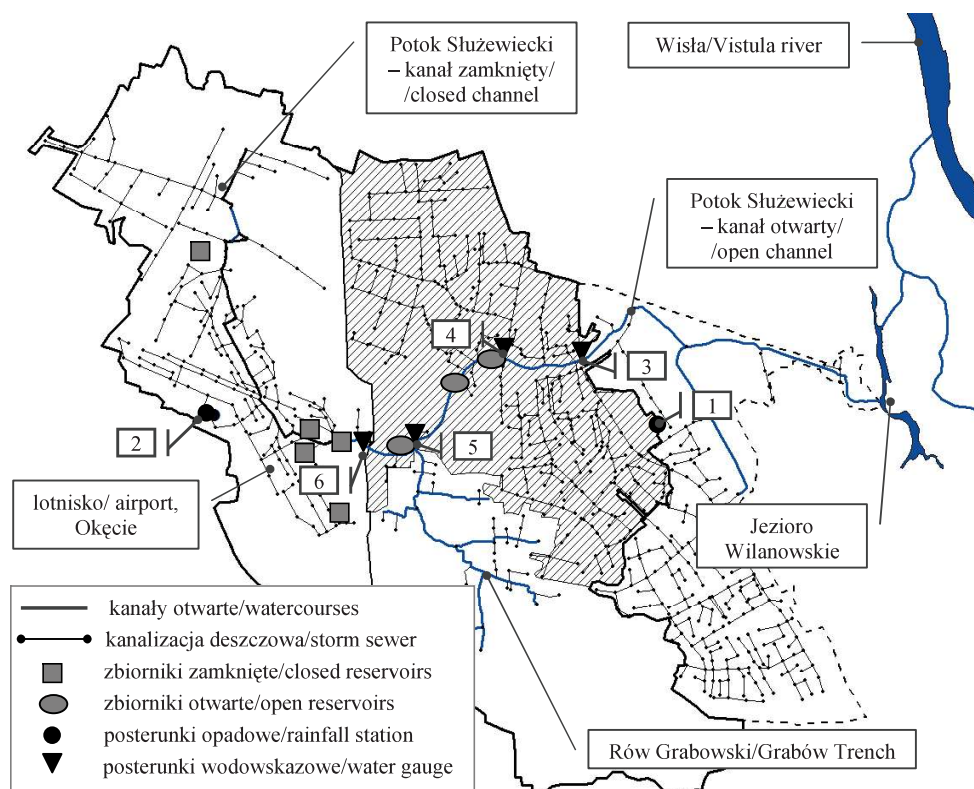 Potok Służewiecki
– kanał zamknięty/
/closed channel
Wisła/Vistula river
Potok Służewiecki
– kanał otwarty/
/open channel
4
3
1
2
5
6
lotnisko/ airport,
Okęcie
Jezioro
Wilanowskie
kanały otwarte/watercourses
kanalizacja deszczowa/storm sewer
zbiorniki zamknięte/closed reservoirs
zbiorniki otwarte/open reservoirs
posterunki opadowe/rainfall station
posterunki wodowskazowe/water gauge
Rów Grabowski/Grabów Trench